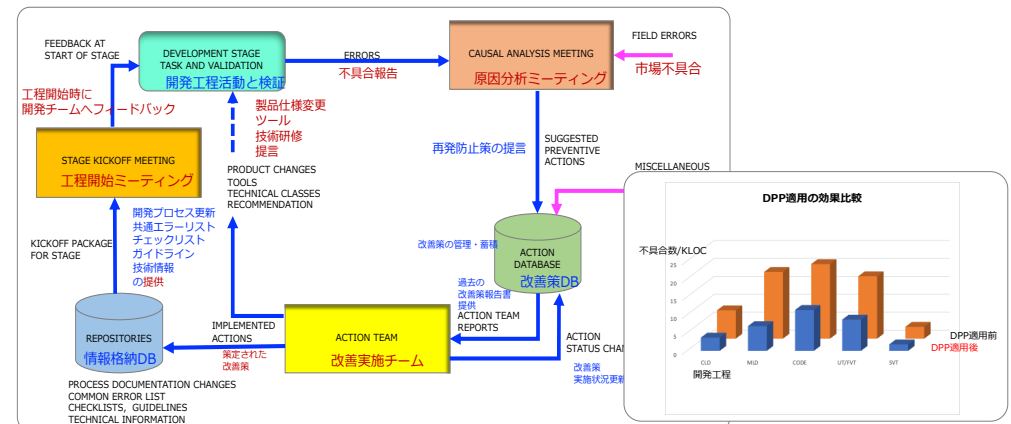 FEEDBACK AT
START OF STAGE
DEVELOPMENT STAGE
TASK AND VALIDATION
開発工程活動と検証
ERRORS
不具合報告
CAUSAL ANALYSIS MEETING
原因分析ミーティング
FIELD ERRORS
市場不具合
工程開始時に
開発チームへフィードバック
製品仕様変更
ツール
技術研修
提言
STAGE KICKOFF MEETING
工程開始ミーティング
PRODUCT CHANGES
TOOLS
TECHNICAL CLASSES
RECOMMENDATION
再発防止策の提言
SUGGESTED
PREVENTIVE
ACTIONS
MISCELLANEOUS
KICKOFF PACKAGE
FOR STAGE
開発プロセス更新
共通エラーリスト
チェックリスト
ガイドライン
技術情報
の提供
改善策の管理・蓄積
ACTION
DATABASE
改善策DB
過去の
改善策報告書
提供
ACTION TEAM
REPORTS
REPOSITORIES
情報格納DB
IMPLEMENTED
ACTIONS
策定された
改善策
ACTION TEAM
改善実施チーム
ACTION
STATUS CHAN
改善策
実施状況更新
PROCESS DOCUMENTATION CHANGES
COMMON ERROR LIST
CHECKLISTS, GUIDELINES
TECHNICAL INFORMATION
DPP適用の効果比較
不具合数/KLOC
25
20
15
10
5
0
CLD
MLD
CODE
UT/FVT
SVT
DPP適用前
DPP適用後
開発工程